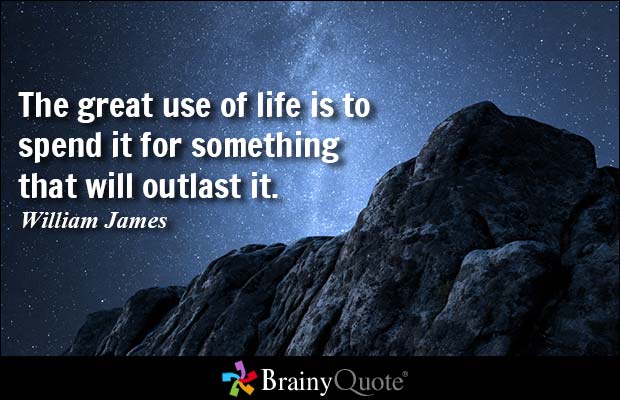 The great use of life is to
spend it for something
that will outlast it.
William James
BrainyQuote®